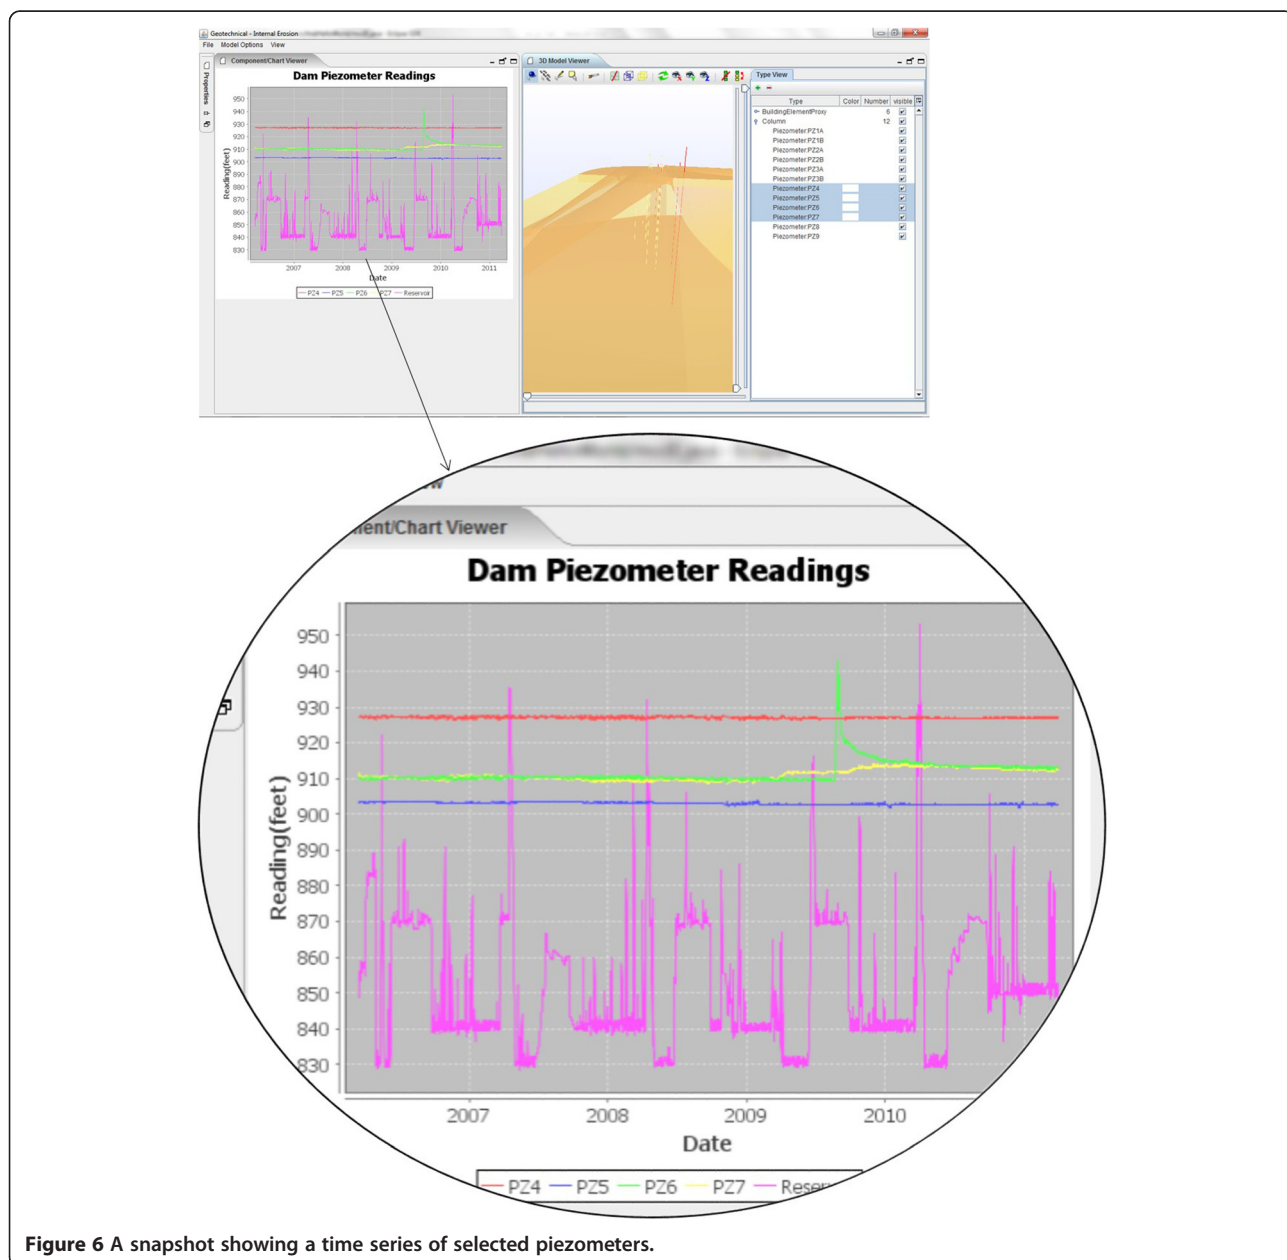 Geotechnical - Internal Erosion
File Model Options View
Properties
Component/Chart Viewer
Dam Piezometer Readings
950
940
930
920
910
900
890
880
870
860
850
840
830
Reading(feet)
2007 2008 2009 2010 2011
Date
PZ4 PZ5 PZ6 PZ7 Reservoir
3D Model Viewer
Type View
Type Color Number visible
BuildingElementProxy 6
Column 12
Piezometer:PZ1A
Piezometer:PZ1B
Piezometer:PZ2A
Piezometer:PZ2B
Piezometer:PZ3A
Piezometer:PZ3B
Piezometer:PZ4
Piezometer:PZ5
Piezometer:PZ6
Piezometer:PZ7
Piezometer:PZ8
Piezometer:PZ9
ent/Chart Viewer
Dam Piezometer Readings
950
940
930
920
910
900
890
880
870
860
850
840
830
Reading(feet)
2007 2008 2009 2010
Date
PZ4 PZ5 PZ6 PZ7 Reser
Figure 6 A snapshot showing a time series of selected piezometers.